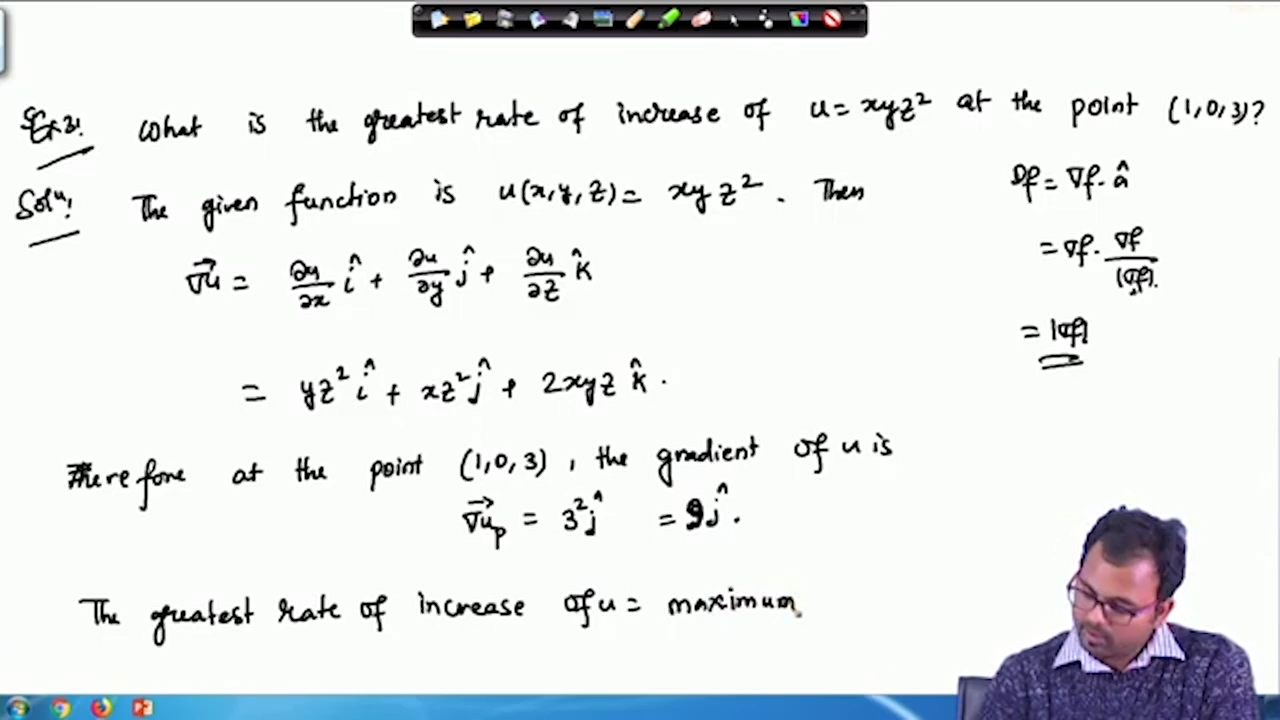 Ex 3: What is the greatest rate of increase of u = xyz² at the point (1,0,3)?
Solⁿ: The given function is u(x,y,z) = xyz². Then
∇⃗u = ∂u/∂x î + ∂u/∂y ĵ + ∂u/∂z k̂
= yz² î + xz² ĵ + 2xyz k̂.
Therefore at the point (1,0,3), the gradient of u is
∇⃗u_p = 3² ĵ = 9ĵ.
The greatest rate of increase of u = maximum
Df = ∇f · â
= ∇f · ∇f/|∇f|.
= |∇f|